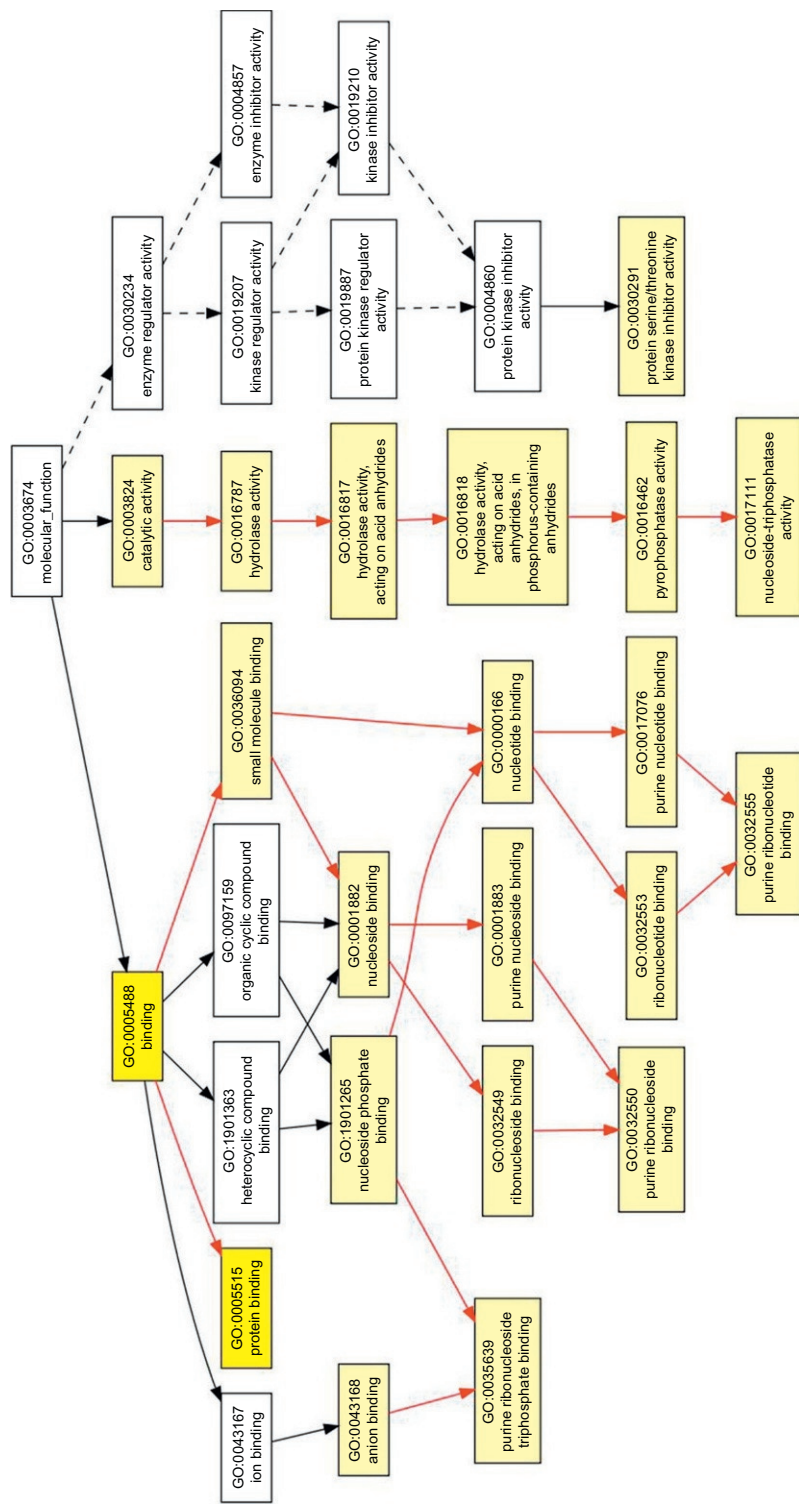 GO:0003674
molecular_function
GO:0005488
binding
GO:0003824
catalytic activity
GO:0030234
enzyme regulator activity
GO:0043167
ion binding
GO:0005515
protein binding
GO:1901363
heterocyclic compound
binding
GO:0097159
organic cyclic compound
binding
GO:0036094
small molecule binding
GO:0016787
hydrolase activity
GO:0019207
kinase regulator activity
GO:0004857
enzyme inhibitor activity
GO:0043168
anion binding
GO:1901265
nucleoside phosphate
binding
GO:0001882
nucleoside binding
GO:0016817
hydrolase activity,
acting on acid anhydrides
GO:0019887
protein kinase regulator
activity
GO:0019210
kinase inhibitor activity
GO:0035639
purine ribonucleoside
triphosphate binding
GO:0032549
ribonucleoside binding
GO:0001883
purine nucleoside binding
GO:0000166
nucleotide binding
GO:0016818
hydrolase activity,
acting on acid
anhydrides, in
phosphorus-containing
anhydrides
GO:0004860
protein kinase inhibitor
activity
GO:0032550
purine ribonucleoside
binding
GO:0032553
ribonucleotide binding
GO:0017076
purine nucleotide binding
GO:0016462
pyrophosphatase activity
GO:0030291
protein serine/threonine
kinase inhibitor activity
GO:0032555
purine ribonucleotide
binding
GO:0017111
nucleoside-triphosphatase
activity